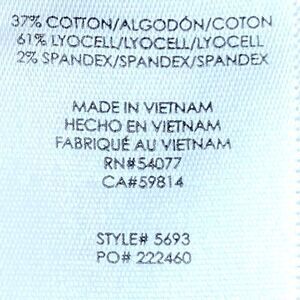 37% COTTON/ALGODÓN/COTON
61% LYOCELL/LYOCELL/LYOCELL
2% SPANDEX/SPANDEX/SPANDEX
MADE IN VIETNAM
HECHO EN VIETNAM
FABRIQUÉ AU VIETNAM
RN#54077
CA#59814
STYLE# 5693
PO# 222460